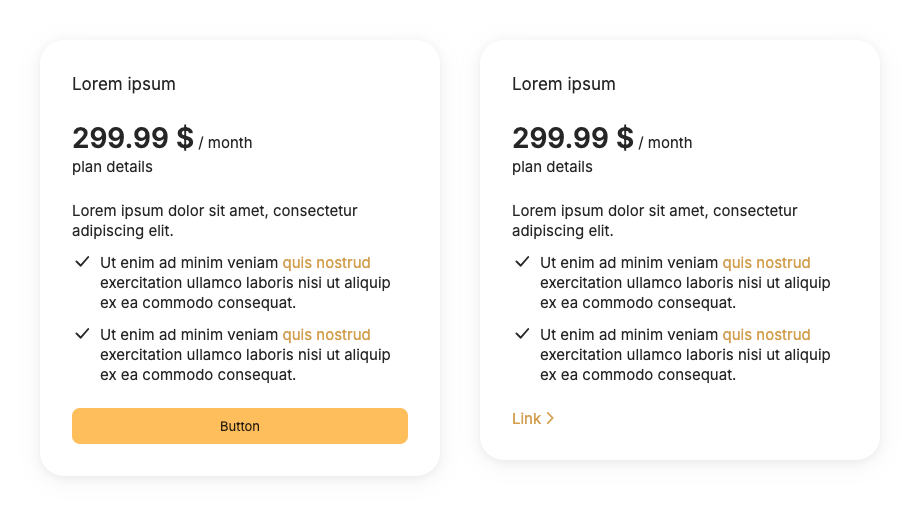 Lorem ipsum
299.99 $ / month
plan details
Lorem ipsum dolor sit amet, consectetur
adipiscing elit.
Ut enim ad minim veniam quis nostrud
exercitation ullamco laboris nisi ut aliquip
ex ea commodo consequat.
Ut enim ad minim veniam quis nostrud
exercitation ullamco laboris nisi ut aliquip
ex ea commodo consequat.
Button
Lorem ipsum
299.99 $ / month
plan details
Lorem ipsum dolor sit amet, consectetur
adipiscing elit.
Ut enim ad minim veniam quis nostrud
exercitation ullamco laboris nisi ut aliquip
ex ea commodo consequat.
Ut enim ad minim veniam quis nostrud
exercitation ullamco laboris nisi ut aliquip
ex ea commodo consequat.
Link